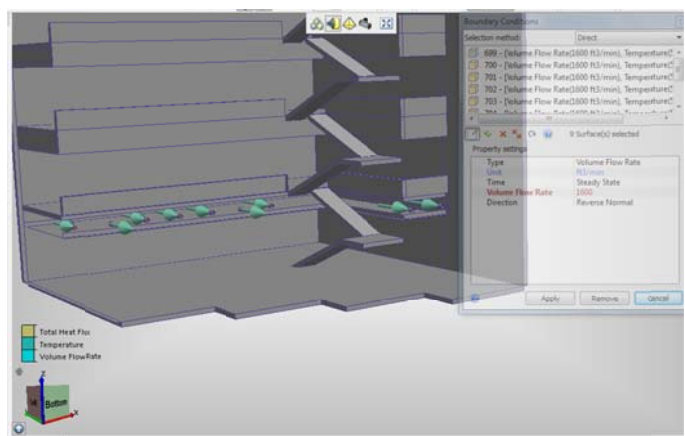 Boundary Conditions
Selection method: Direct
699 - [Volume Flow Rate(1600 ft3/min), Temperature(
700 - [Volume Flow Rate(1600 ft3/min), Temperature(
701 - [Volume Flow Rate(1600 ft3/min), Temperature(
702 - [Volume Flow Rate(1600 ft3/min), Temperature(
703 - [Volume Flow Rate(1600 ft3/min), Temperature(
9 Surface(s) selected
Property settings
Type Volume Flow Rate
Unit ft3/min
Time Steady State
Volume Flow Rate 1600
Direction Reverse Normal
Apply Remove Cancel
Total Heat Flux
Temperature
Volume FlowRate
Z
Bottom
X